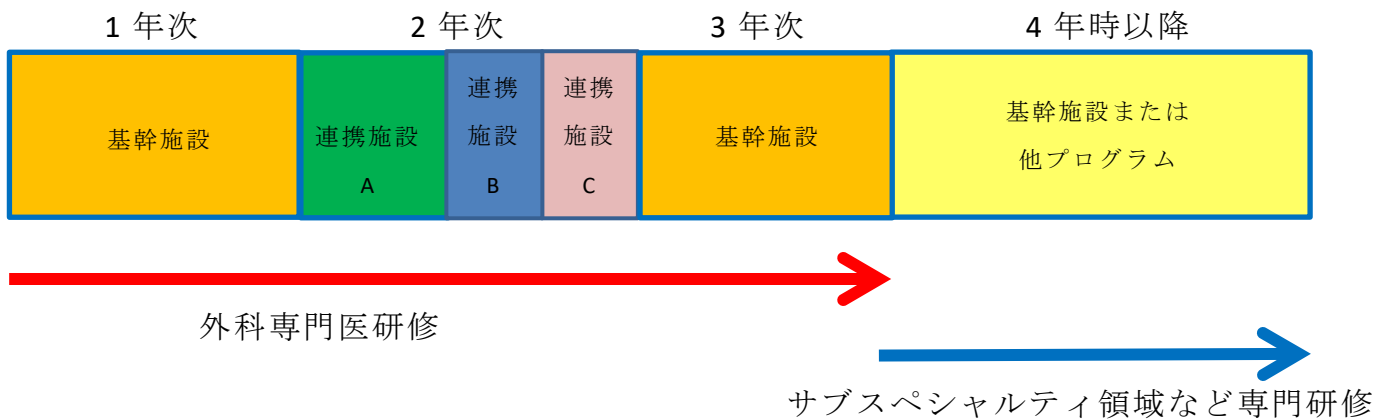 1 年次
2 年次
3 年次
4 年時以降
基幹施設
連携施設
A
連携
施設
B
連携
施設
C
基幹施設
基幹施設または
他プログラム
外科専門医研修
サブスペシャルティ領域など専門研修